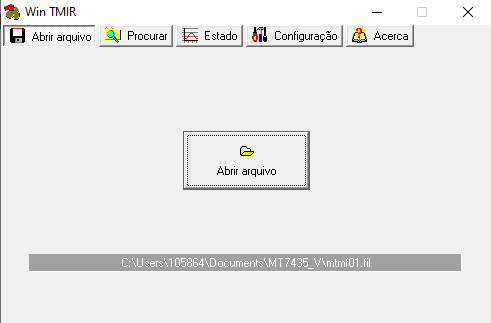 Win TMIR
Abrir arquivo Procurar Estado Configuração Acerca
Abrir arquivo
C:\Users\105864\Documents\MT7435_V\mtmf01.fil